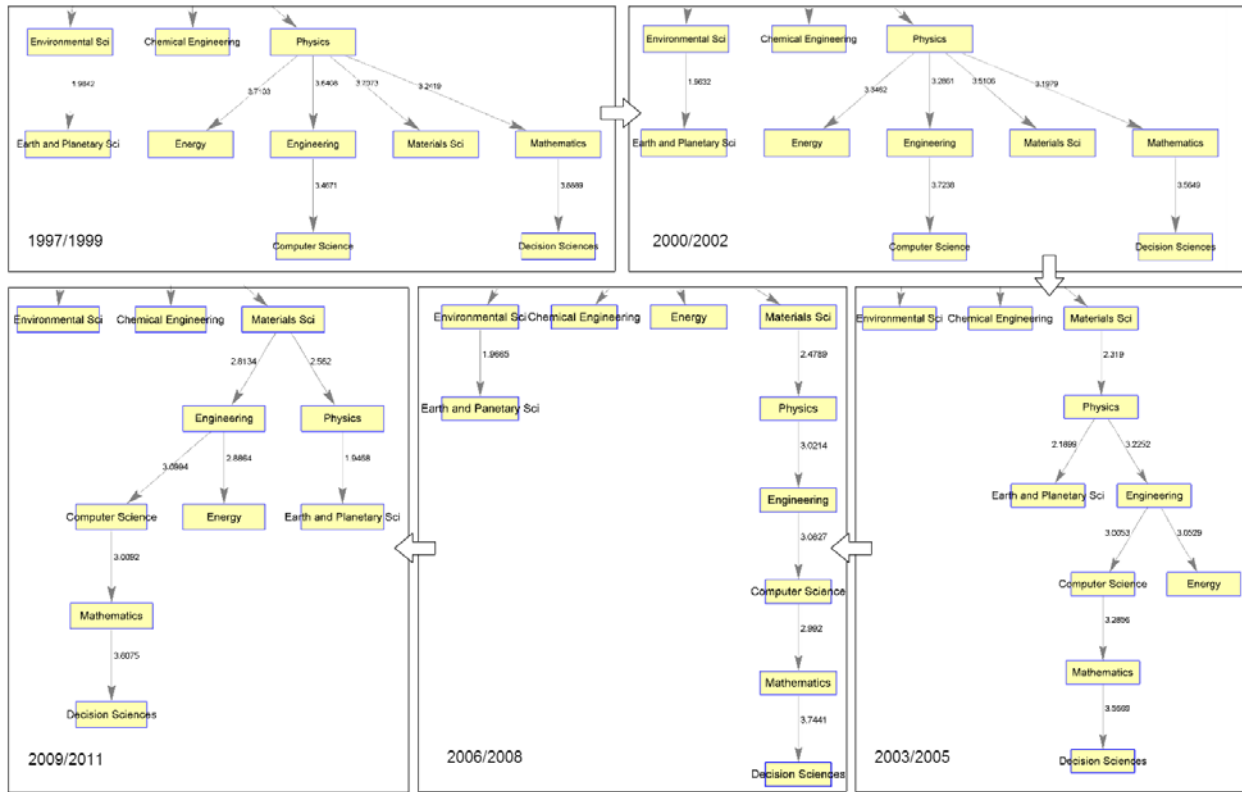 Environmental Sci Chemical Engineering Physics
1.9842 3.7103 3.6408 3.7373 3.2419
Earth and Planetary Sci Energy Engineering Materials Sci Mathematics
3.4671 3.8889
1997/1999 Computer Science Decision Sciences
Environmental Sci Chemical Engineering Physics
1.9832 3.3462 3.2861 3.5106 3.1979
Earth and Planetary Sci Energy Engineering Materials Sci Mathematics
3.7238 3.5649
2000/2002 Computer Science Decision Sciences
Environmental Sci Chemical Engineering Materials Sci
2.319
Physics
2.1899 3.2252
Earth and Planetary Sci Engineering
3.0053 3.0529
Computer Science Energy
3.2856
Mathematics
3.5569
2003/2005 Decision Sciences
Environmental Sci Chemical Engineering Energy Materials Sci
1.9665 2.4789
Earth and Panetary Sci Physics
3.0214
Engineering
3.0827
Computer Science
2.992
Mathematics
3.7441
2006/2008 Decision Sciences
Environmental Sci Chemical Engineering Materials Sci
2.8134 2.562
Engineering Physics
3.0994 2.8864 1.9468
Computer Science Energy Earth and Planetary Sci
3.0092
Mathematics
3.6075
Decision Sciences
2009/2011